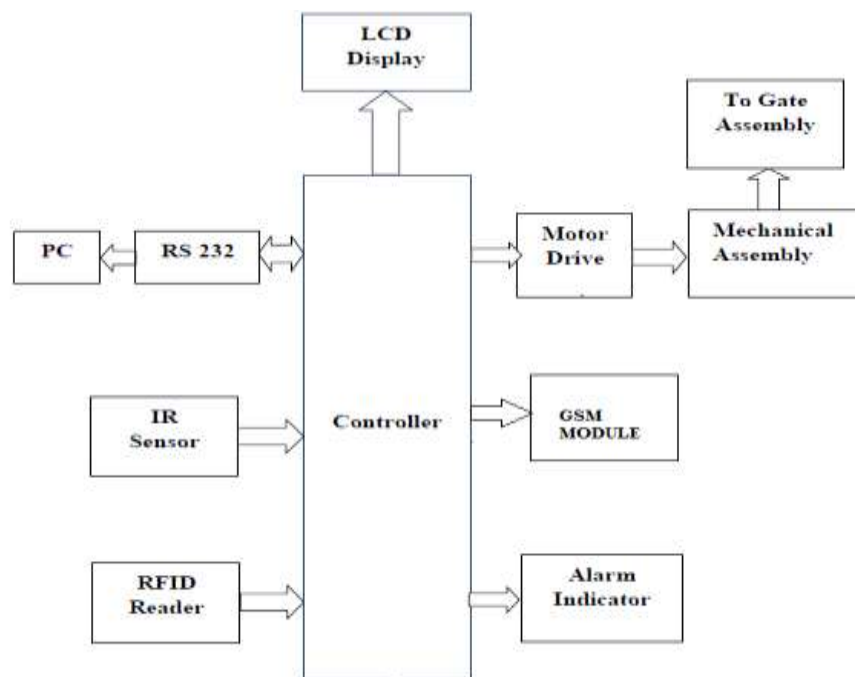 LCD
Display
To Gate
Assembly
PC
RS 232
Motor
Drive
Mechanical
Assembly
IR
Sensor
Controller
GSM
MODULE
RFID
Reader
Alarm
Indicator